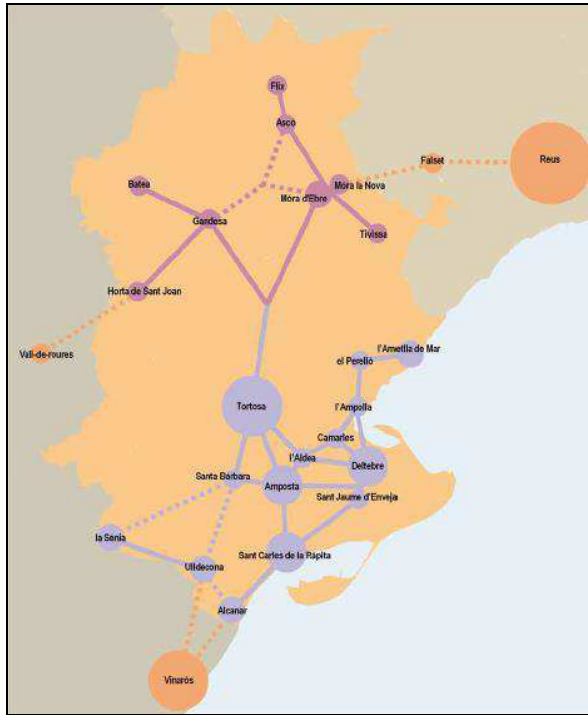 Flix
Ascó
Batea
Móra la Nova
Falset
Reus
Móra d'Ebre
Gandesa
Tivissa
Horta de Sant Joan
Vall-de-roures
l'Ametlla de Mar
el Perelló
Tortosa
l'Ampolla
Camarles
l'Aldea
Deltebre
Santa Bàrbara
Amposta
Sant Jaume d'Enveja
la Sénia
Sant Carles de la Ràpita
Ulldecona
Alcanar
Vinaròs